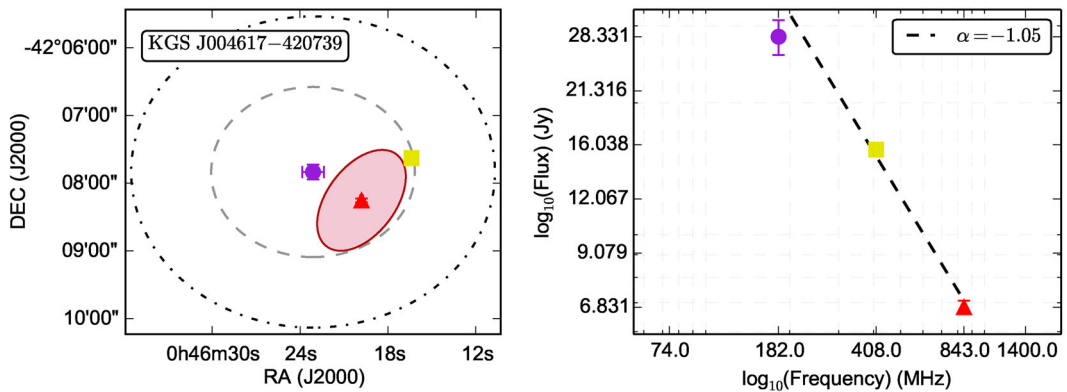 KGS J004617−420739
-42°06'00"
07'00"
08'00"
09'00"
10'00"
DEC (J2000)
0h46m30s 24s 18s 12s
RA (J2000)
α=−1.05
28.331
21.316
16.038
12.067
9.079
6.831
log₁₀(Flux) (Jy)
74.0 182.0 408.0 843.0 1400.0
log₁₀(Frequency) (MHz)